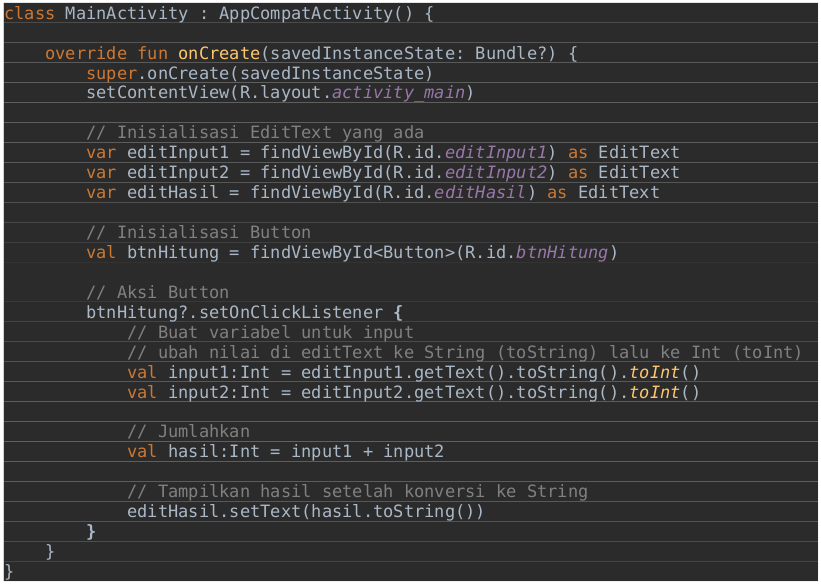 class MainActivity : AppCompatActivity() {
    override fun onCreate(savedInstanceState: Bundle?) {
        super.onCreate(savedInstanceState)
        setContentView(R.layout.activity_main)
        // Inisialisasi EditText yang ada
        var editInput1 = findViewById(R.id.editInput1) as EditText
        var editInput2 = findViewById(R.id.editInput2) as EditText
        var editHasil = findViewById(R.id.editHasil) as EditText
        // Inisialisasi Button
        val btnHitung = findViewById<Button>(R.id.btnHitung)
        // Aksi Button
        btnHitung?.setOnClickListener {
            // Buat variabel untuk input
            // ubah nilai di editText ke String (toString) lalu ke Int (toInt)
            val input1:Int = editInput1.getText().toString().toInt()
            val input2:Int = editInput2.getText().toString().toInt()
            // Jumlahkan
            val hasil:Int = input1 + input2
            // Tampilkan hasil setelah konversi ke String
            editHasil.setText(hasil.toString())
        }
    }
}